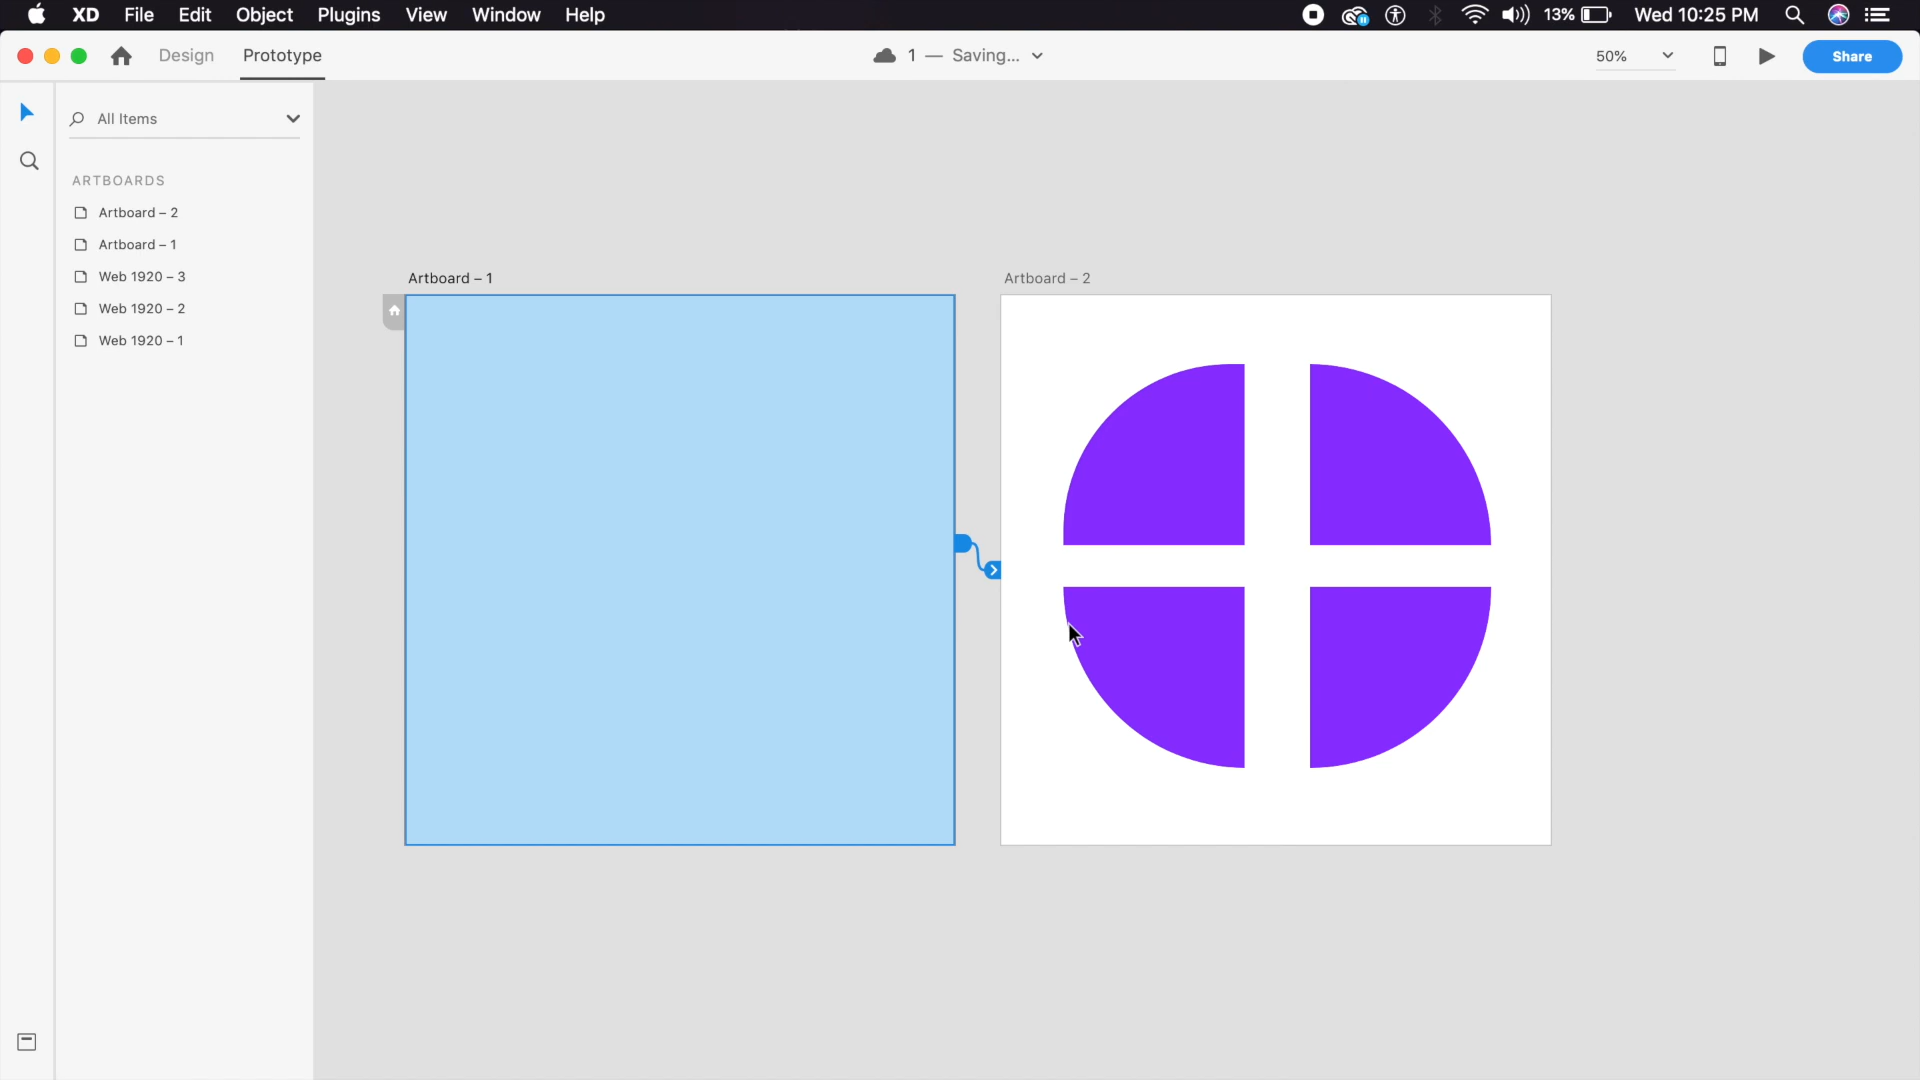 XD File Edit Object Plugins View Window Help 13% Wed 10:25 PM
Design Prototype 1 — Saving... 50% Share
All Items
ARTBOARDS
Artboard – 2
Artboard – 1
Web 1920 – 3
Web 1920 – 2
Web 1920 – 1
Artboard – 1 Artboard – 2